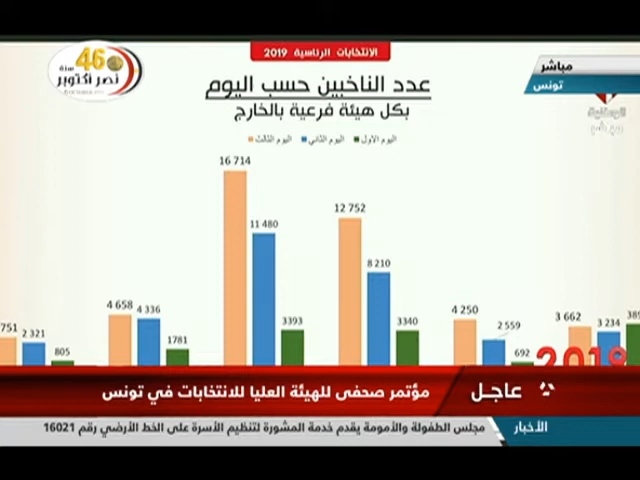 الانتخابات الرئاسية 2019
46 سنة
نصر أكتوبر
مباشر
تونس
الوطنية
عدد الناخبين حسب اليوم
بكل هيئة فرعية بالخارج
اليوم الاول اليوم الثاني اليوم الثالث
16 714
11 480
3393
12 752
8 210
3340
4 658
4 336
1781
4 250
2 559
692
3 662
3 234
389
751
2 321
805
2019
عاجل
مؤتمر صحفى للهيئة العليا للانتخابات في تونس
الأخبار
مجلس الطفولة والأمومة يقدم خدمة المشورة لتنظيم الأسرة على الخط الأرضي رقم 16021